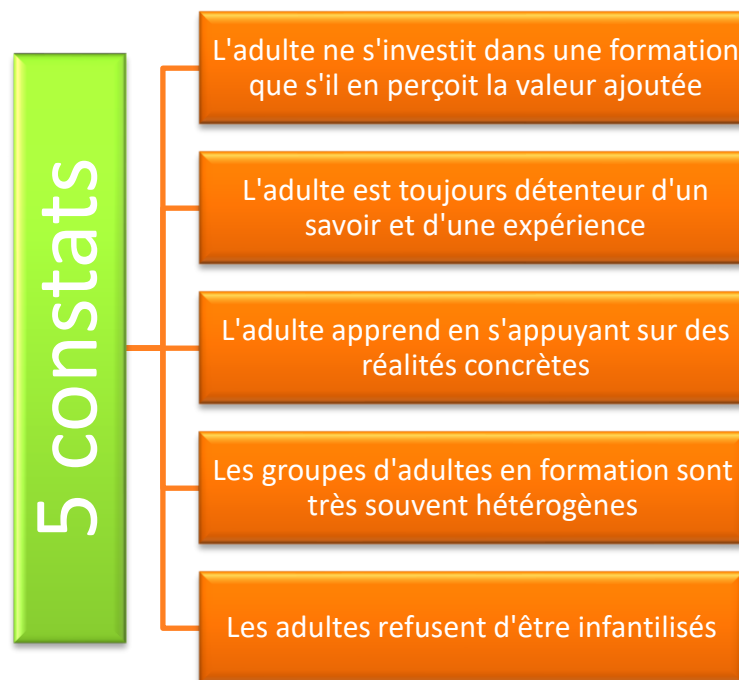 5 constats
L'adulte ne s'investit dans une formation
que s'il en perçoit la valeur ajoutée
L'adulte est toujours détenteur d'un
savoir et d'une expérience
L'adulte apprend en s'appuyant sur des
réalités concrètes
Les groupes d'adultes en formation sont
très souvent hétérogènes
Les adultes refusent d'être infantilisés